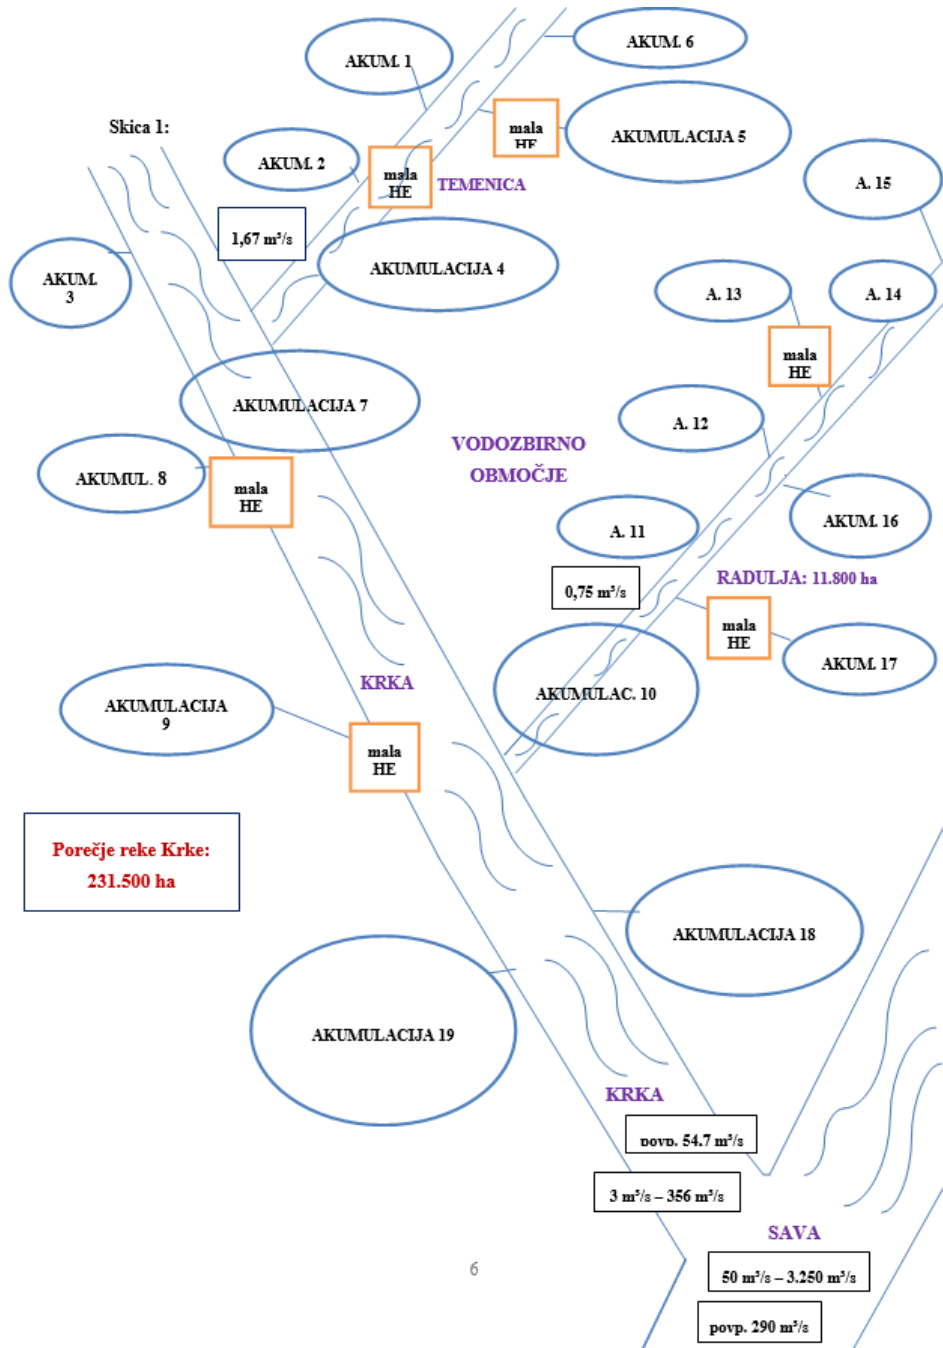 AKUM. 6
AKUM. 1
Skica 1:
mala
HE
AKUMULACIJA 5
AKUM. 2
mala
HE
TEMENICA
A. 15
1,67 m³/s
AKUMULACIJA 4
AKUM.
3
A. 13
A. 14
mala
HE
AKUMULACIJA 7
A. 12
VODOZBIRNO
OBMOČJE
AKUMUL. 8
mala
HE
AKUM. 16
A. 11
RADULJA: 11.800 ha
0,75 m³/s
mala
HE
AKUM. 17
KRKA
AKUMULAC. 10
AKUMULACIJA
9
mala
HE
Porečje reke Krke:
231.500 ha
AKUMULACIJA 18
AKUMULACIJA 19
KRKA
povp. 54,7 m³/s
3 m³/s – 356 m³/s
SAVA
6
50 m³/s – 3.250 m³/s
povp. 290 m³/s